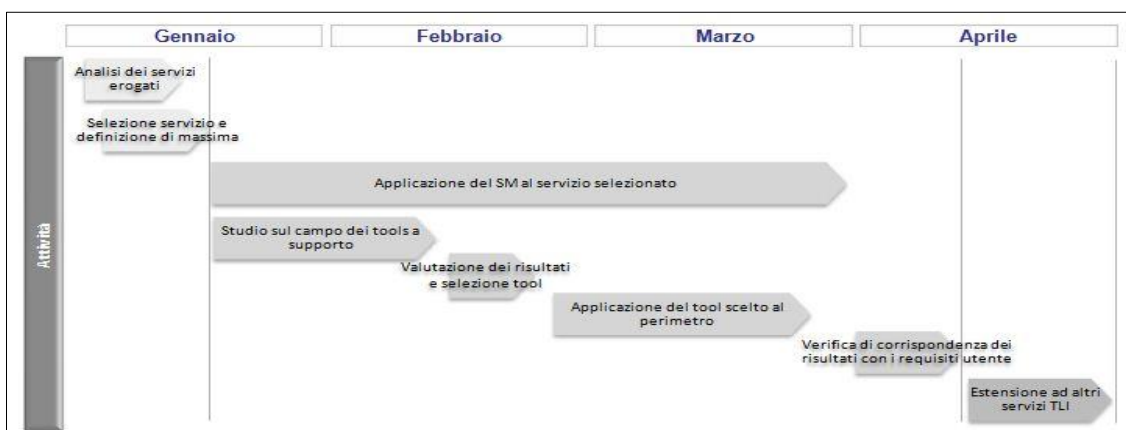 Gennaio
Febbraio
Marzo
Aprile
Attività
Analisi dei servizi
erogati
Selezione servizio e
definizione di massima
Applicazione del SM al servizio selezionato
Studio sul campo dei tools a
supporto
Valutazione dei risultati
e selezione tool
Applicazione del tool scelto al
perimetro
Verifica di corrispondenza dei
risultati con i requisiti utente
Estensione ad altri
servizi TLI